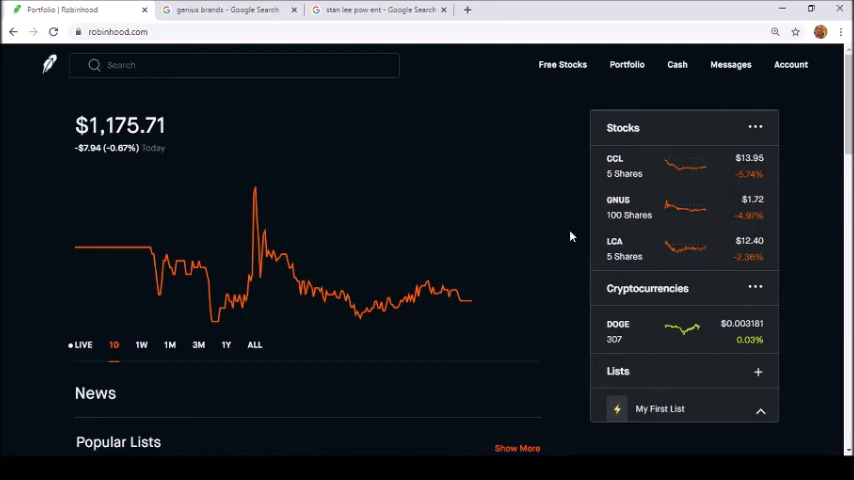 Portfolio | Robinhood
genius brands - Google Search
stan lee pow ent - Google Search
robinhood.com
Search
Free Stocks
Portfolio
Cash
Messages
Account
$1,175.71
-$7.94 (-0.67%) Today
LIVE
1D
1W
1M
3M
1Y
ALL
News
Popular Lists
Show More
Stocks
CCL
$13.95
5 Shares
-5.74%
GNUS
$1.72
100 Shares
-4.97%
LCA
$12.40
5 Shares
-2.36%
Cryptocurrencies
DOGE
$0.003181
307
0.03%
Lists
My First List